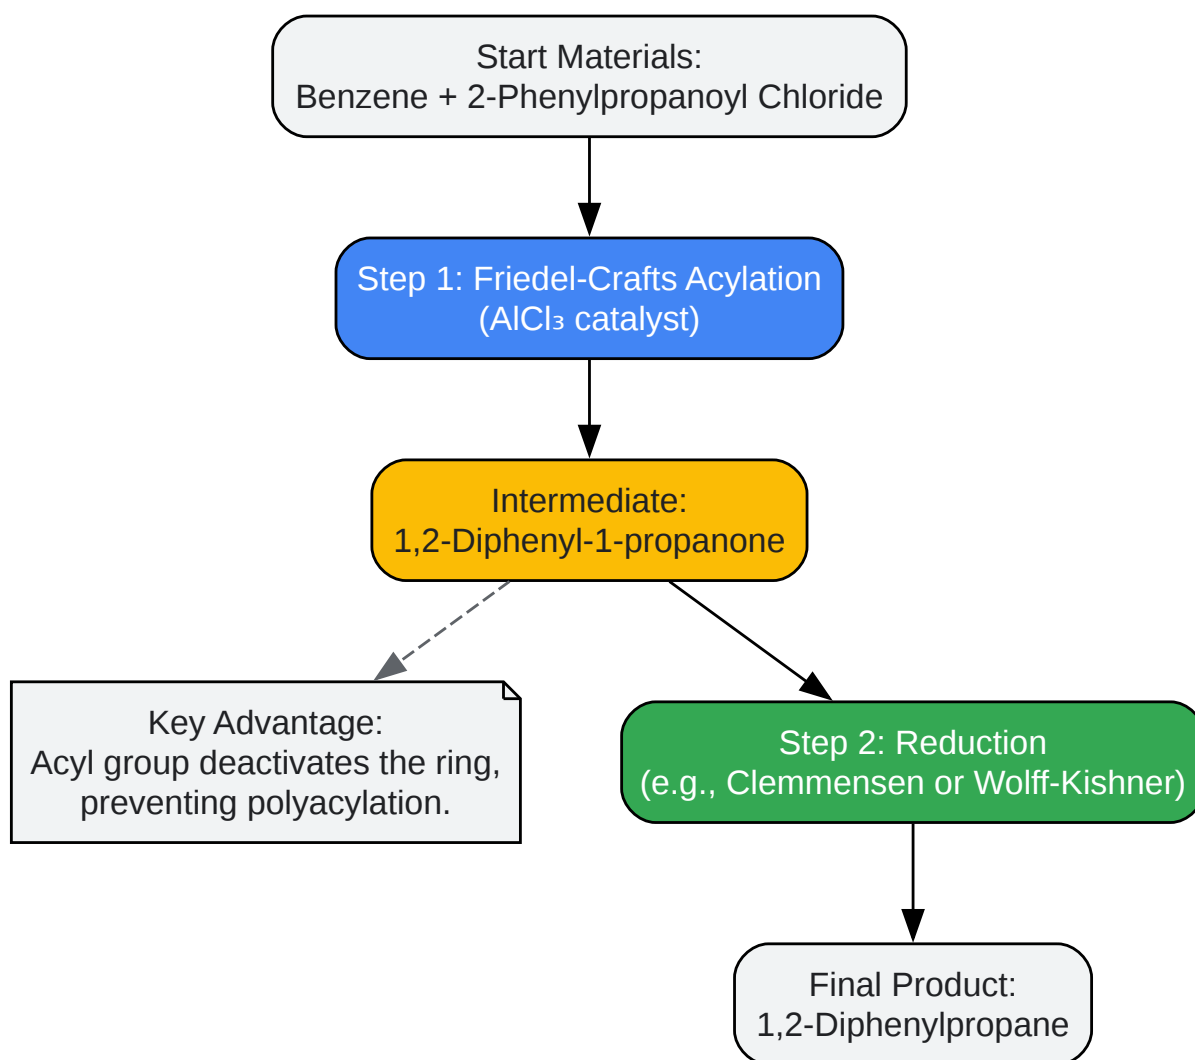 Start Materials:
Benzene + 2-Phenylpropanoyl Chloride
Step 1: Friedel-Crafts Acylation
(AlCl₃ catalyst)
Intermediate:
1,2-Diphenyl-1-propanone
Key Advantage:
Acyl group deactivates the ring,
preventing polyacylation.
Step 2: Reduction
(e.g., Clemmensen or Wolff-Kishner)
Final Product:
1,2-Diphenylpropane